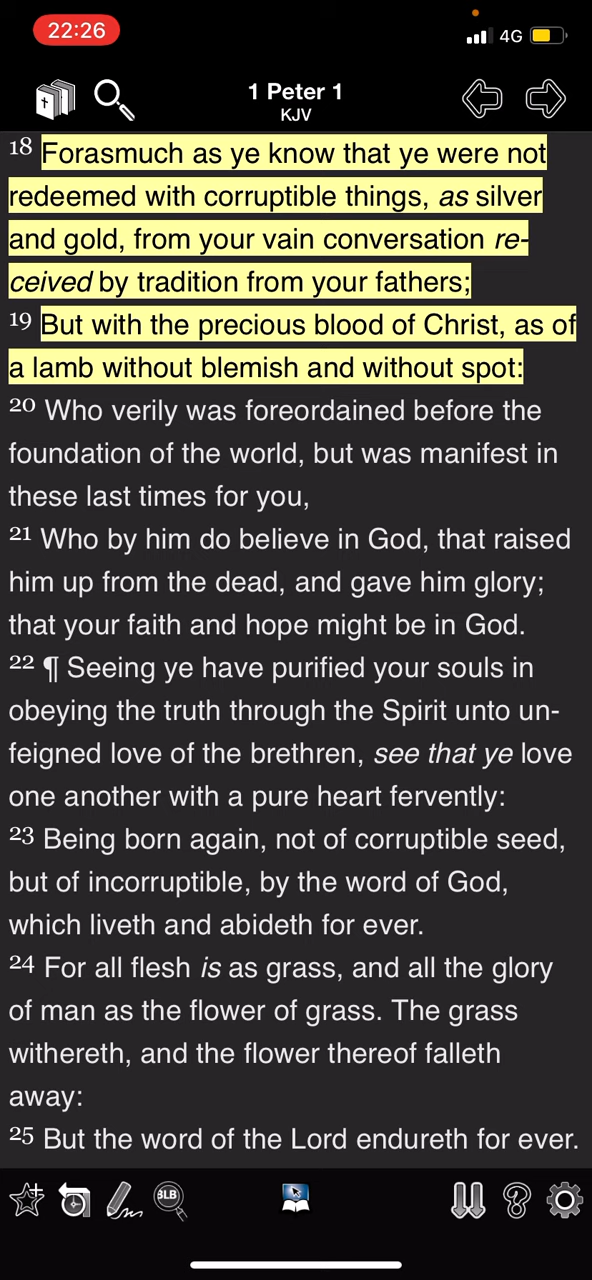 22:26
4G
1 Peter 1
KJV
18 Forasmuch as ye know that ye were not
redeemed with corruptible things, as silver
and gold, from your vain conversation re-
ceived by tradition from your fathers;
19 But with the precious blood of Christ, as of
a lamb without blemish and without spot:
20 Who verily was foreordained before the
foundation of the world, but was manifest in
these last times for you,
21 Who by him do believe in God, that raised
him up from the dead, and gave him glory;
that your faith and hope might be in God.
22 ¶ Seeing ye have purified your souls in
obeying the truth through the Spirit unto un-
feigned love of the brethren, see that ye love
one another with a pure heart fervently:
23 Being born again, not of corruptible seed,
but of incorruptible, by the word of God,
which liveth and abideth for ever.
24 For all flesh is as grass, and all the glory
of man as the flower of grass. The grass
withereth, and the flower thereof falleth
away:
25 But the word of the Lord endureth for ever.
BLB